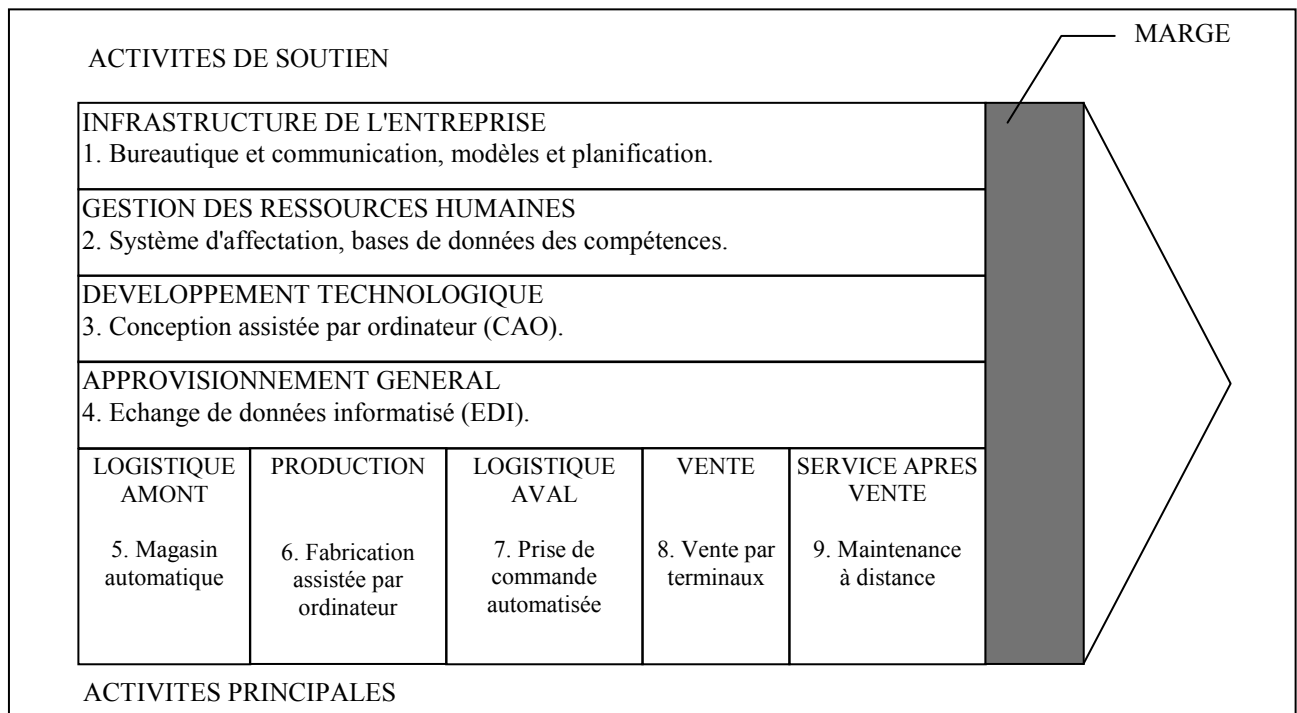 MARGE
ACTIVITES DE SOUTIEN
INFRASTRUCTURE DE L'ENTREPRISE
1. Bureautique et communication, modèles et planification.
GESTION DES RESSOURCES HUMAINES
2. Système d'affectation, bases de données des compétences.
DEVELOPPEMENT TECHNOLOGIQUE
3. Conception assistée par ordinateur (CAO).
APPROVISIONNEMENT GENERAL
4. Echange de données informatisé (EDI).
LOGISTIQUE
AMONT
5. Magasin
automatique
PRODUCTION
6. Fabrication
assistée par
ordinateur
LOGISTIQUE
AVAL
7. Prise de
commande
automatisée
VENTE
8. Vente par
terminaux
SERVICE APRES
VENTE
9. Maintenance
à distance
ACTIVITES PRINCIPALES